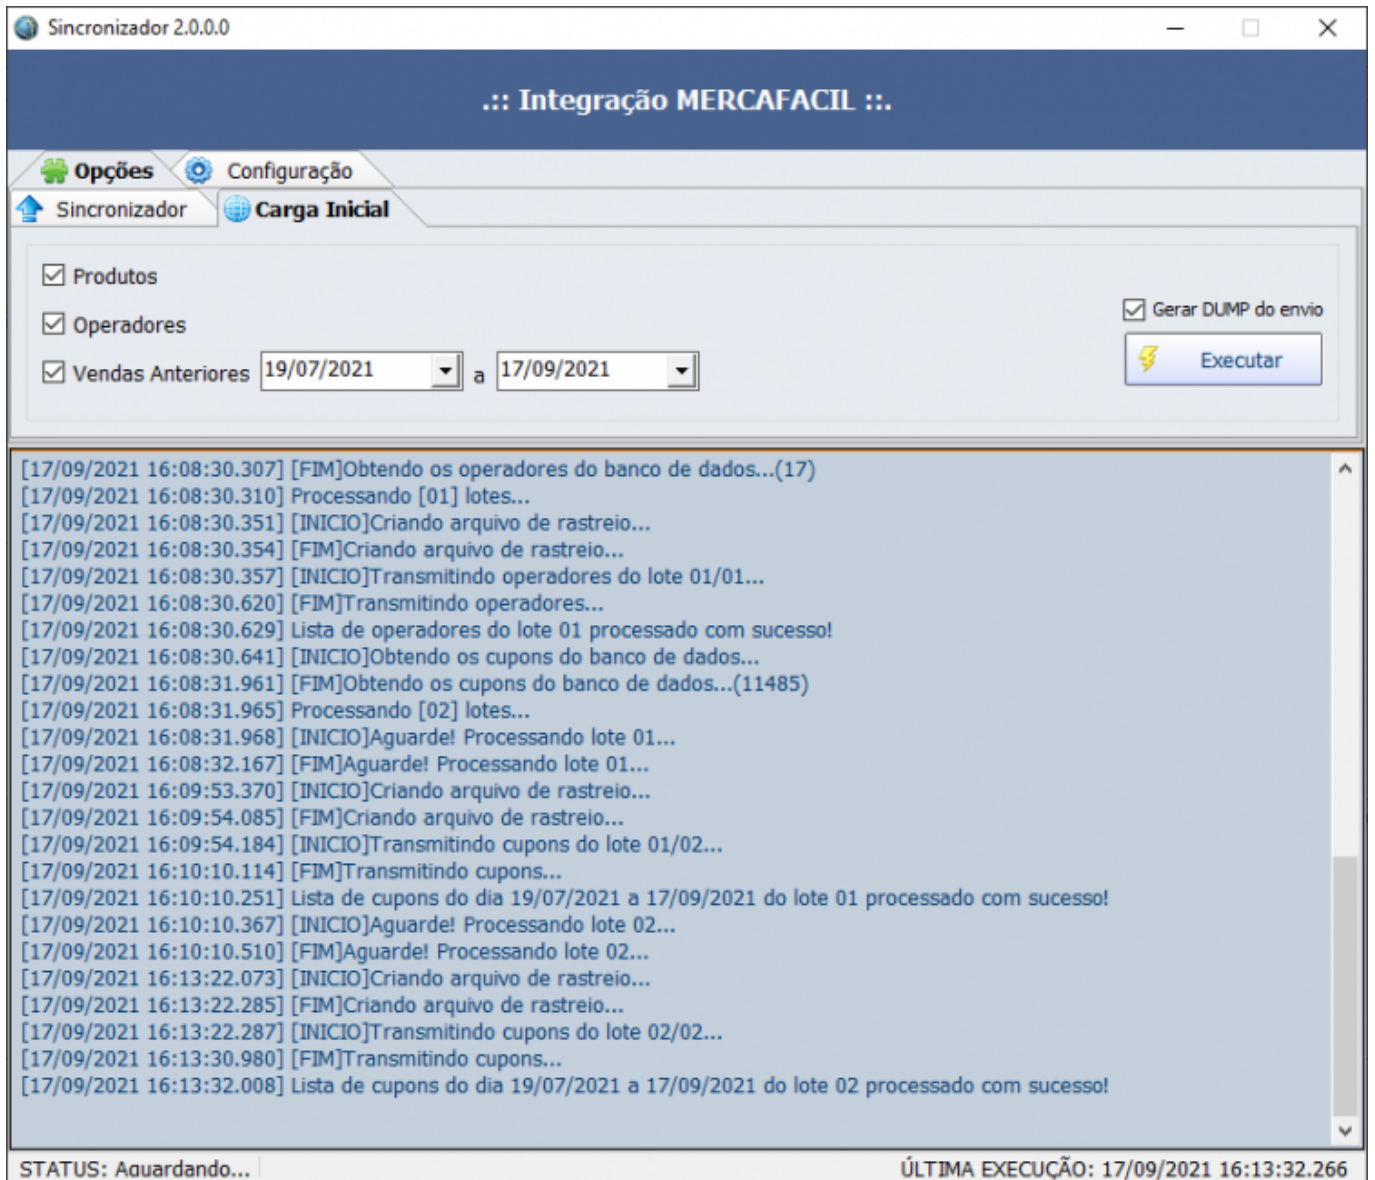 Sincronizador 2.0.0.0
.:: Integração MERCAFACIL ::.
Opções
Configuração
Sincronizador
Carga Inicial
Produtos
Operadores
Vendas Anteriores 19/07/2021 a 17/09/2021
Gerar DUMP do envio
Executar
[17/09/2021 16:08:30.307] [FIM]Obtendo os operadores do banco de dados...(17)
[17/09/2021 16:08:30.310] Processando [01] lotes...
[17/09/2021 16:08:30.351] [INICIO]Criando arquivo de rastreio...
[17/09/2021 16:08:30.354] [FIM]Criando arquivo de rastreio...
[17/09/2021 16:08:30.357] [INICIO]Transmitindo operadores do lote 01/01...
[17/09/2021 16:08:30.620] [FIM]Transmitindo operadores...
[17/09/2021 16:08:30.629] Lista de operadores do lote 01 processado com sucesso!
[17/09/2021 16:08:30.641] [INICIO]Obtendo os cupons do banco de dados...
[17/09/2021 16:08:31.961] [FIM]Obtendo os cupons do banco de dados...(11485)
[17/09/2021 16:08:31.965] Processando [02] lotes...
[17/09/2021 16:08:31.968] [INICIO]Aguarde! Processando lote 01...
[17/09/2021 16:08:32.167] [FIM]Aguarde! Processando lote 01...
[17/09/2021 16:09:53.370] [INICIO]Criando arquivo de rastreio...
[17/09/2021 16:09:54.085] [FIM]Criando arquivo de rastreio...
[17/09/2021 16:09:54.184] [INICIO]Transmitindo cupons do lote 01/02...
[17/09/2021 16:10:10.114] [FIM]Transmitindo cupons...
[17/09/2021 16:10:10.251] Lista de cupons do dia 19/07/2021 a 17/09/2021 do lote 01 processado com sucesso!
[17/09/2021 16:10:10.367] [INICIO]Aguarde! Processando lote 02...
[17/09/2021 16:10:10.510] [FIM]Aguarde! Processando lote 02...
[17/09/2021 16:13:22.073] [INICIO]Criando arquivo de rastreio...
[17/09/2021 16:13:22.285] [FIM]Criando arquivo de rastreio...
[17/09/2021 16:13:22.287] [INICIO]Transmitindo cupons do lote 02/02...
[17/09/2021 16:13:30.980] [FIM]Transmitindo cupons...
[17/09/2021 16:13:32.008] Lista de cupons do dia 19/07/2021 a 17/09/2021 do lote 02 processado com sucesso!
STATUS: Aguardando...
ÚLTIMA EXECUÇÃO: 17/09/2021 16:13:32.266